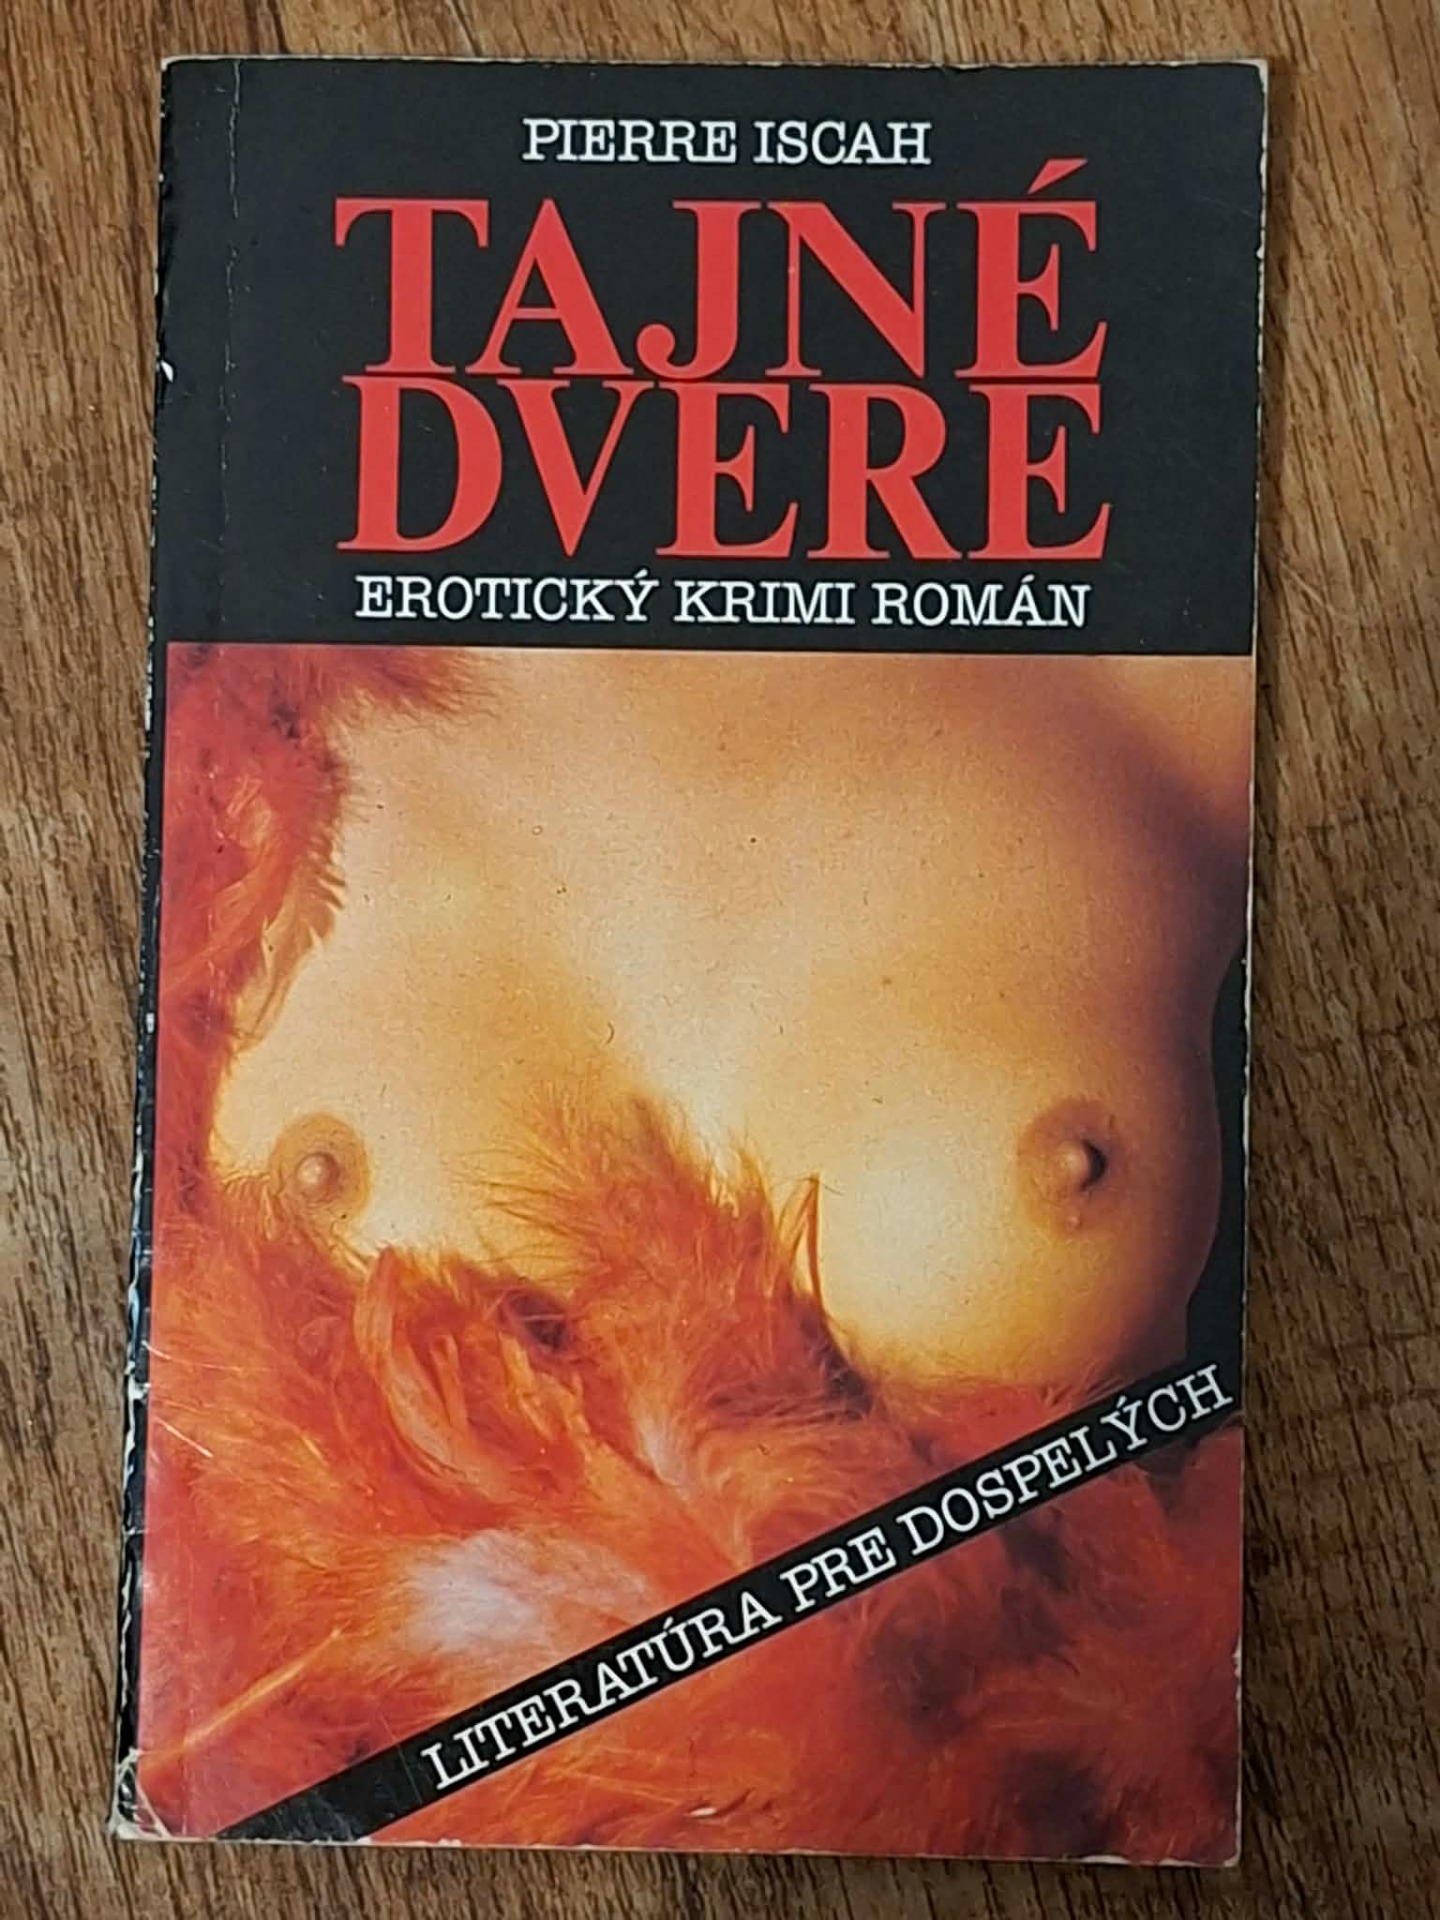 PIERRE ISCAH
TAJNÉ
DVERE
EROTICKÝ KRIMI ROMÁN
LITERATÚRA PRE DOSPELÝCH